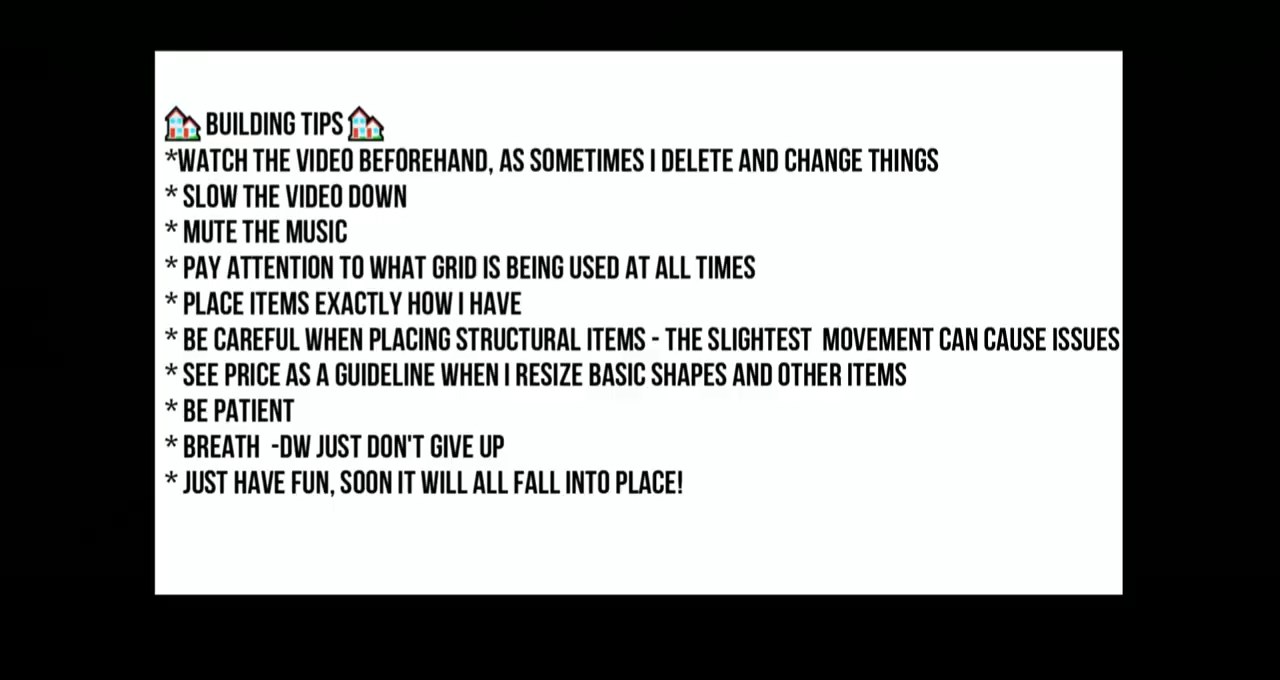 🏠 BUILDING TIPS 🏠
*WATCH THE VIDEO BEFOREHAND, AS SOMETIMES I DELETE AND CHANGE THINGS
* SLOW THE VIDEO DOWN
* MUTE THE MUSIC
* PAY ATTENTION TO WHAT GRID IS BEING USED AT ALL TIMES
* PLACE ITEMS EXACTLY HOW I HAVE
* BE CAREFUL WHEN PLACING STRUCTURAL ITEMS - THE SLIGHTEST  MOVEMENT CAN CAUSE ISSUES
* SEE PRICE AS A GUIDELINE WHEN I RESIZE BASIC SHAPES AND OTHER ITEMS
* BE PATIENT
* BREATH  -DW JUST DON'T GIVE UP
* JUST HAVE FUN, SOON IT WILL ALL FALL INTO PLACE!